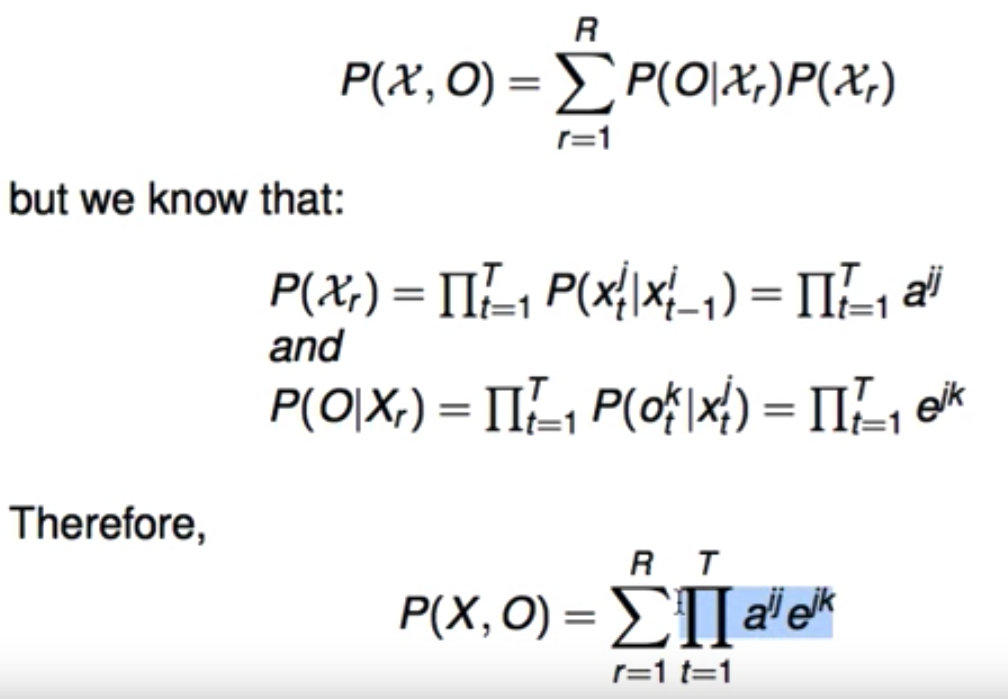 P(𝒳, O) = ∑_{r=1}^{R} P(O|𝒳_r)P(𝒳_r)
but we know that:
P(𝒳_r) = ∏_{t=1}^{T} P(x_t^j|x_{t−1}^i) = ∏_{t=1}^{T} a^{ij}
and
P(O|X_r) = ∏_{t=1}^{T} P(o_t^k|x_t^j) = ∏_{t=1}^{T} e^{jk}
Therefore,
P(X, O) = ∑_{r=1}^{R} ∏_{t=1}^{T} a^{ij} e^{jk}